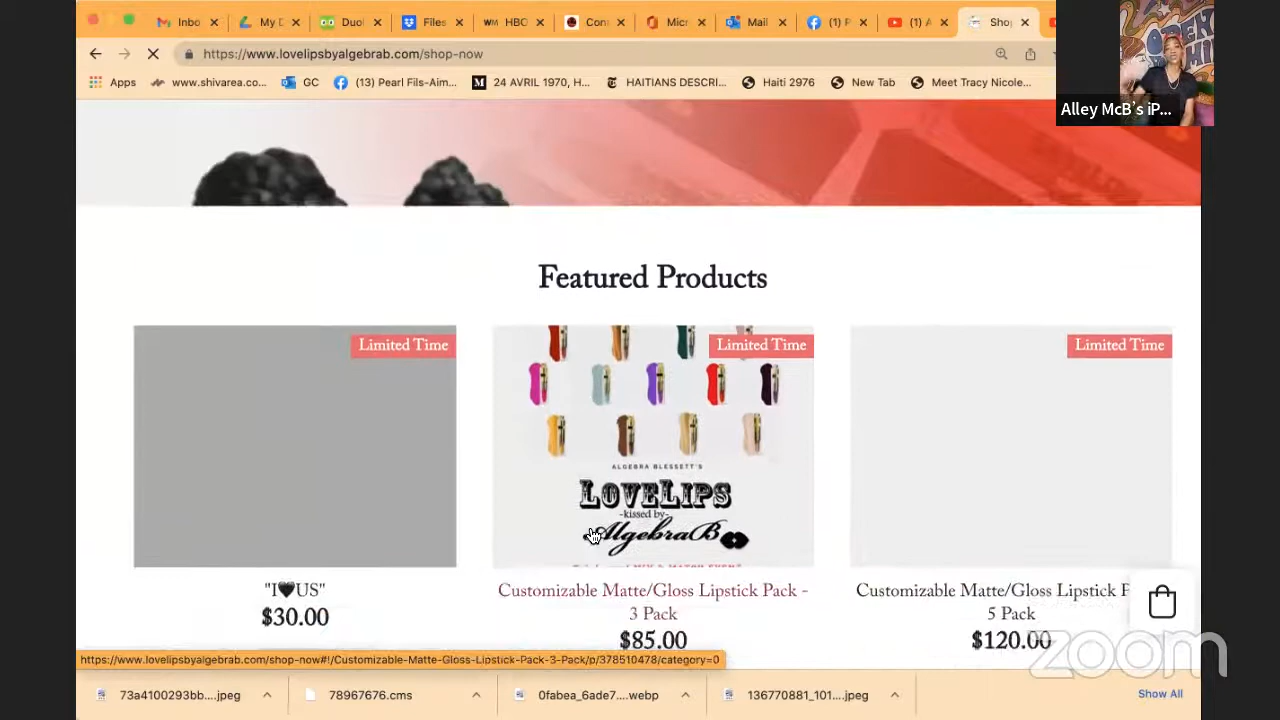 Inbo
My D
Duol
Files
HBO
Con
Micr
Mail
(1) P
(1) A
Shop
https://www.lovelipsbyalgebrab.com/shop-now
Apps
www.shivarea.co...
GC
(13) Pearl Fils-Aim...
24 AVRIL 1970, H...
HAITIANS DESCRI...
Haiti 2976
New Tab
Meet Tracy Nicole...
OPEN
Alley McB's iP...
Featured Products
Limited Time
Limited Time
Limited Time
ALGEBRA BLESSETT'S
LOVELIPS
-kissed by-
AlgebraB
"I🖤US"
$30.00
Customizable Matte/Gloss Lipstick Pack -
3 Pack
$85.00
Customizable Matte/Gloss Lipstick P
5 Pack
$120.00
zoom
https://www.lovelipsbyalgebrab.com/shop-now#!/Customizable-Matte-Gloss-Lipstick-Pack-3-Pack/p/378510478/category=0
73a4100293bb....jpeg
78967676.cms
0fabea_6ade7....webp
136770881_101....jpeg
Show All